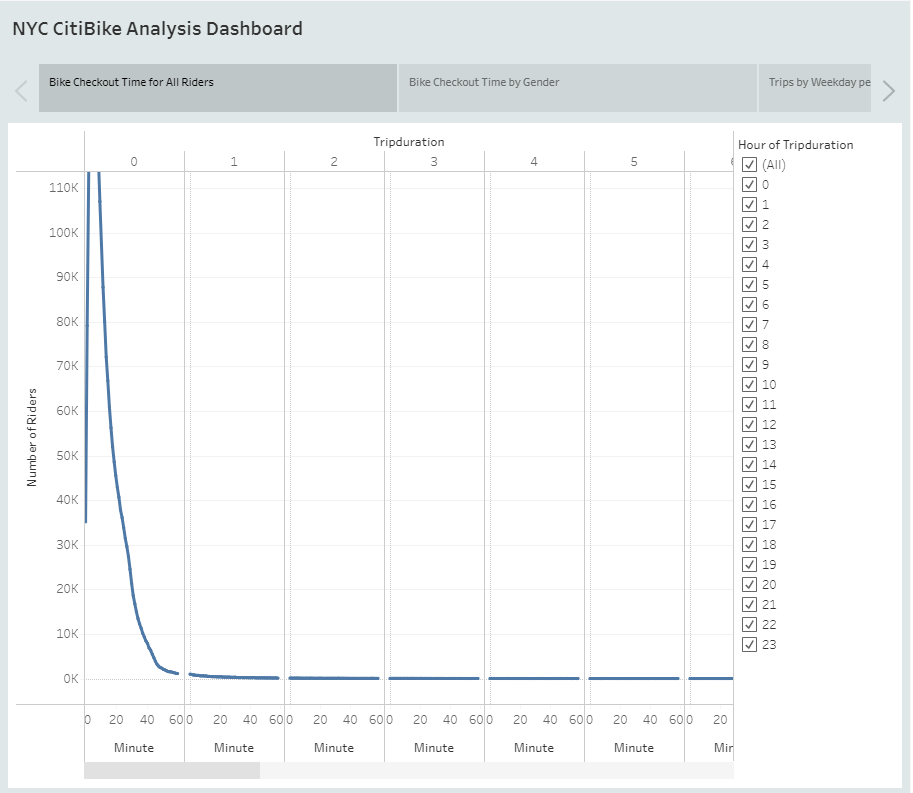 NYC CitiBike Analysis Dashboard
Bike Checkout Time for All Riders
Bike Checkout Time by Gender
Trips by Weekday pe
Tripduration
0 1 2 3 4 5
110K
100K
90K
80K
70K
60K
50K
40K
30K
20K
10K
0K
Number of Riders
0 20 40 60 0 20 40 60 0 20 40 60 0 20 40 60 0 20 40 60 0 20 40 60 0 20
Minute Minute Minute Minute Minute Minute Min
Hour of Tripduration
(All)
0
1
2
3
4
5
6
7
8
9
10
11
12
13
14
15
16
17
18
19
20
21
22
23